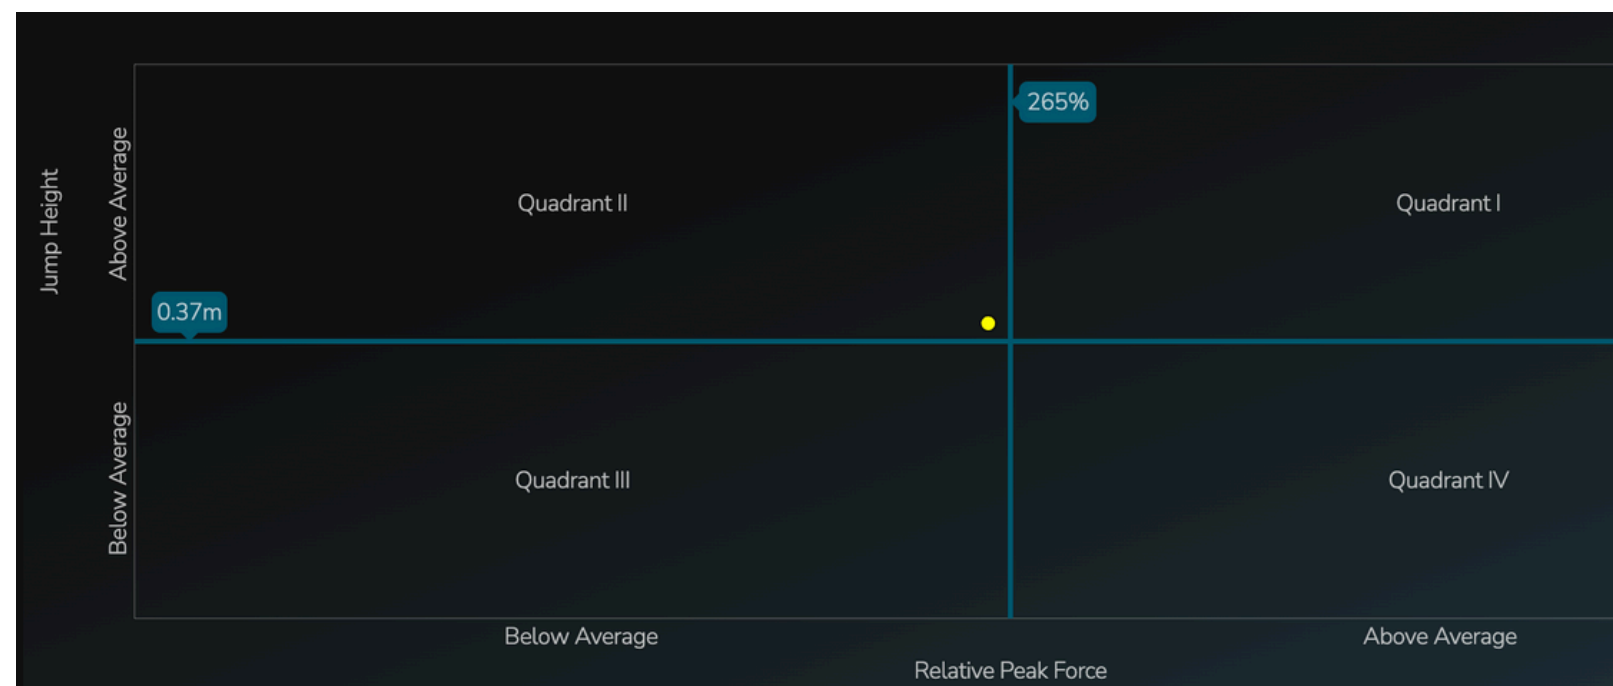 265%
Quadrant II
Quadrant I
Jump Height
Above Average
0.37m
Below Average
Quadrant III
Quadrant IV
Below Average
Above Average
Relative Peak Force